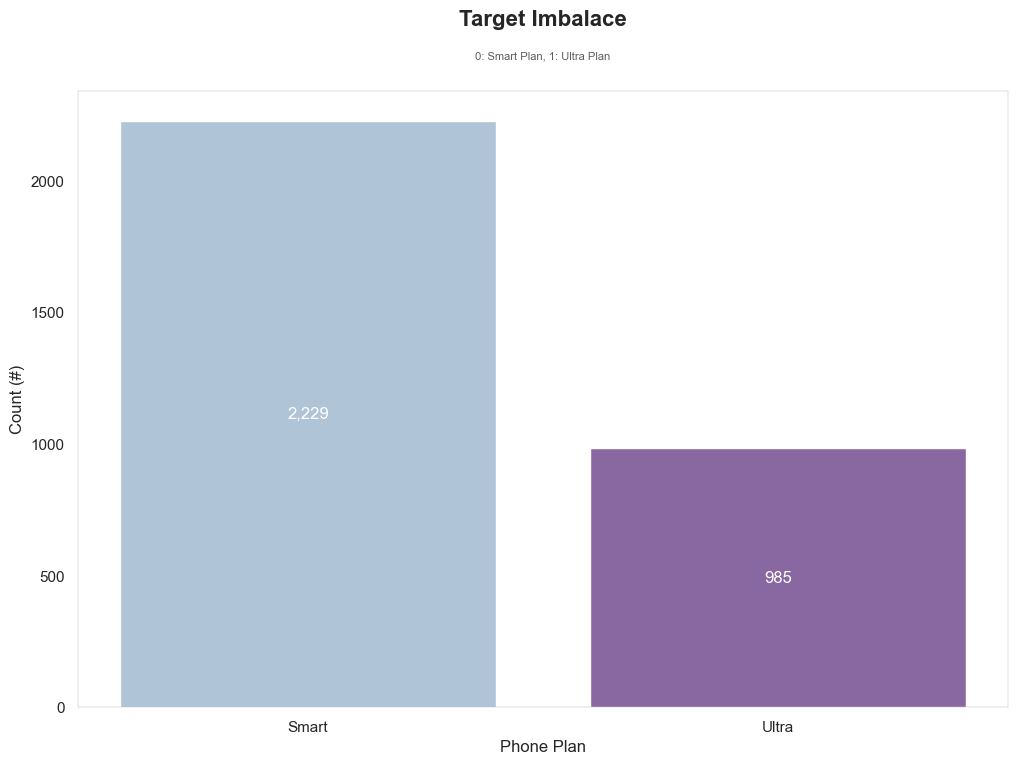 Target Imbalace
0: Smart Plan, 1: Ultra Plan
Count (#)
2000
1500
1000
500
0
2,229
985
Smart
Ultra
Phone Plan